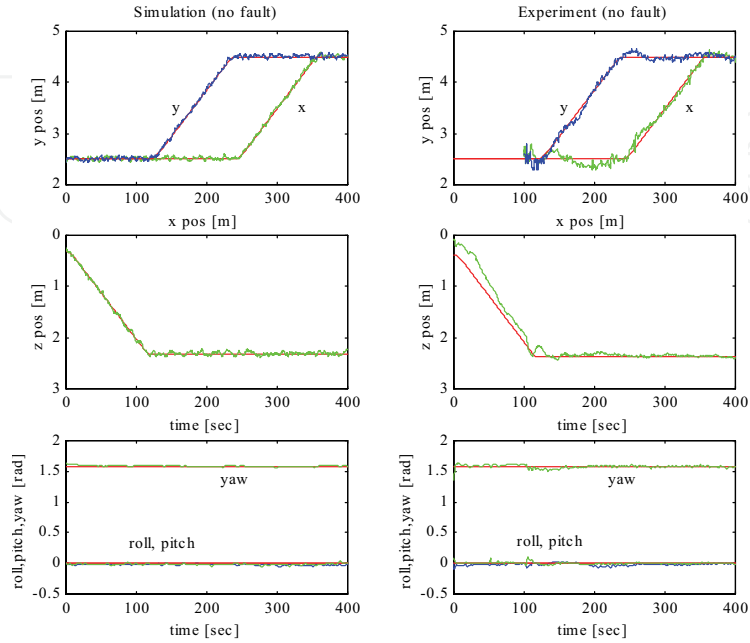 Simulation (no fault)
Experiment (no fault)
5
4
3
2
y pos [m]
y
x
0
100
200
300
400
x pos [m]
5
4
3
2
y pos [m]
y
x
0
100
200
300
400
x pos [m]
0
1
2
3
z pos [m]
0
100
200
300
400
time [sec]
0
1
2
3
z pos [m]
0
100
200
300
400
time [sec]
2
1.5
1
0.5
0
-0.5
roll,pitch,yaw [rad]
yaw
roll, pitch
0
100
200
300
400
time [sec]
2
1.5
1
0.5
0
-0.5
roll,pitch,yaw [rad]
yaw
roll, pitch
0
100
200
300
400
time [sec]